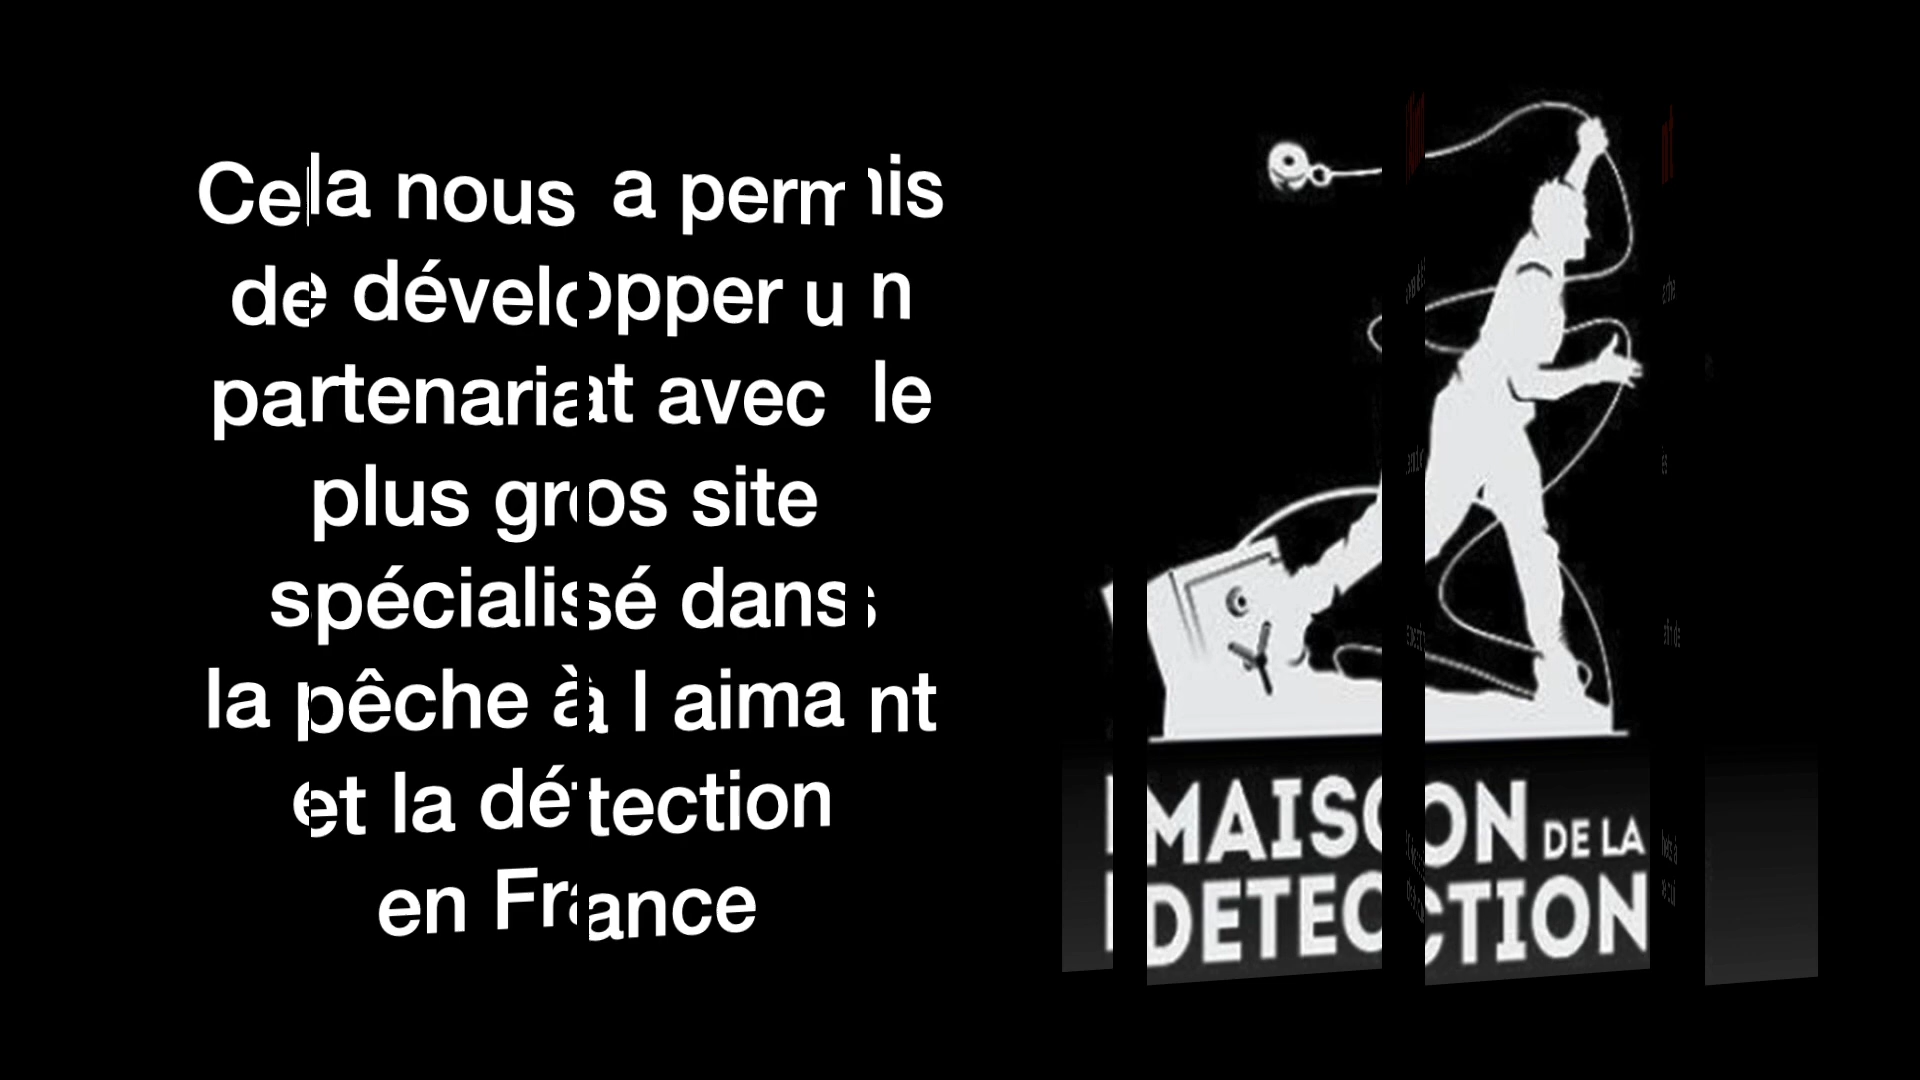 Cela nous a permis
de développer un
partenariat avec le
plus gros site
spécialisé dans
la pêche à l aimant
et la détection
en France
MAISON DE LA
DETECTION